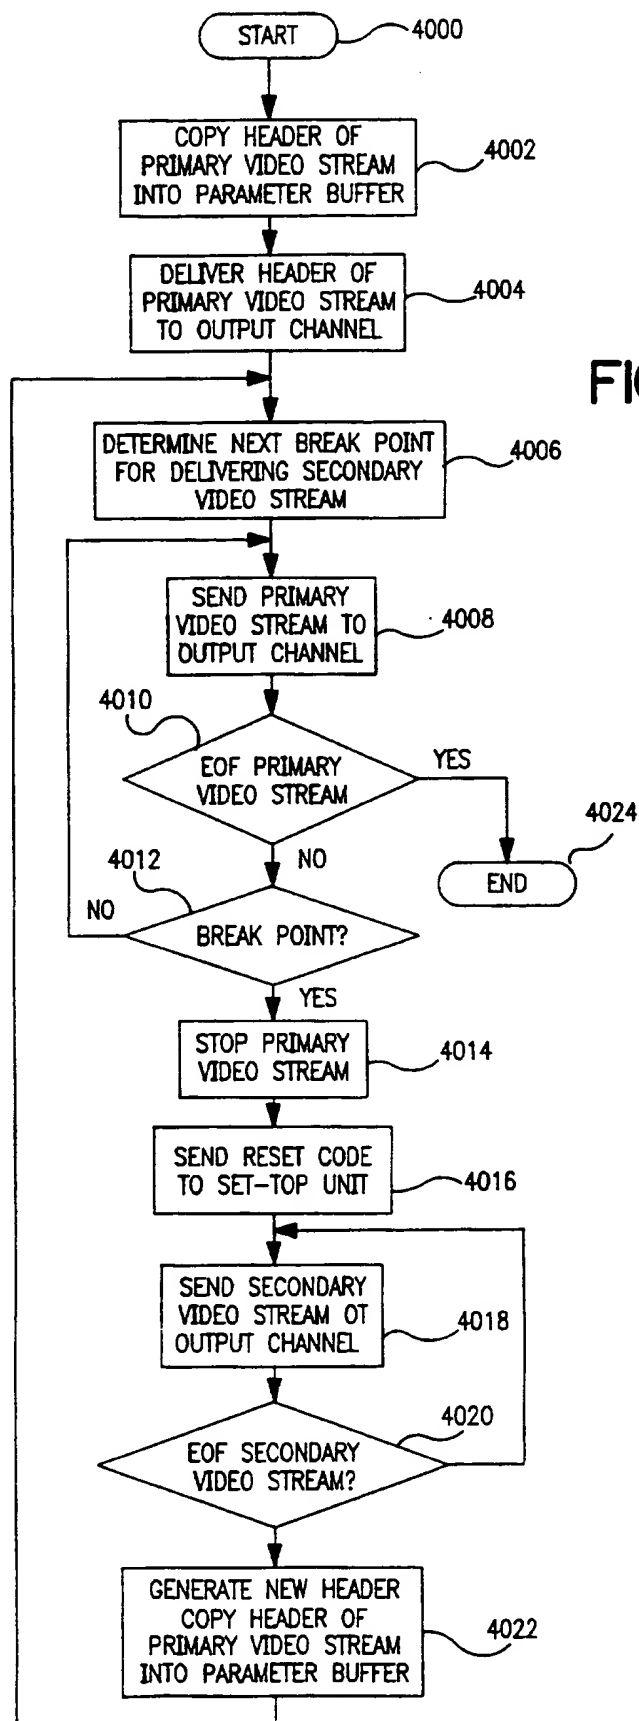 START
4000
COPY HEADER OF
PRIMARY VIDEO STREAM
INTO PARAMETER BUFFER
4002
DELIVER HEADER OF
PRIMARY VIDEO STREAM
TO OUTPUT CHANNEL
4004
FIG
DETERMINE NEXT BREAK POINT
FOR DELIVERING SECONDARY
VIDEO STREAM
4006
SEND PRIMARY
VIDEO STREAM TO
OUTPUT CHANNEL
4008
4010
EOF PRIMARY
VIDEO STREAM
YES
NO
4024
END
4012
NO
BREAK POINT?
YES
STOP PRIMARY
VIDEO STREAM
4014
SEND RESET CODE
TO SET-TOP UNIT
4016
SEND SECONDARY
VIDEO STREAM OT
OUTPUT CHANNEL
4018
4020
EOF SECONDARY
VIDEO STREAM?
GENERATE NEW HEADER
COPY HEADER OF
PRIMARY VIDEO STREAM
INTO PARAMETER BUFFER
4022